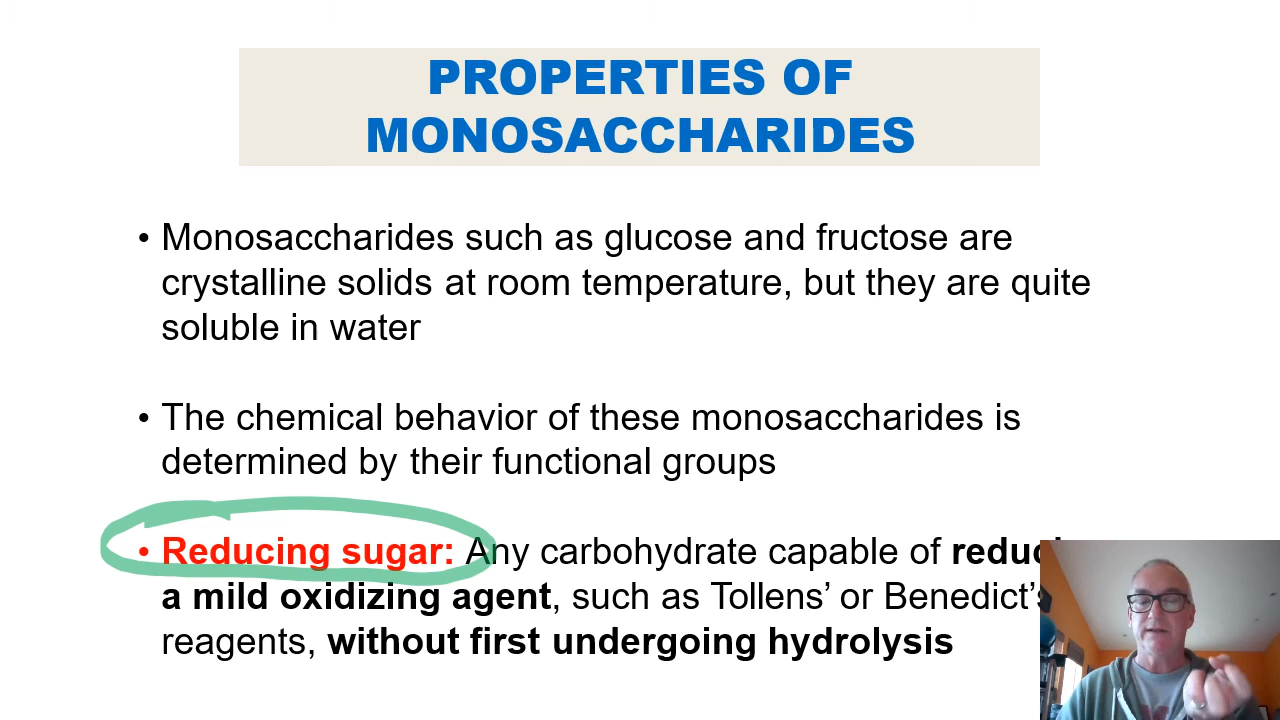 PROPERTIES OF
MONOSACCHARIDES
• Monosaccharides such as glucose and fructose are
crystalline solids at room temperature, but they are quite
soluble in water
• The chemical behavior of these monosaccharides is
determined by their functional groups
• Reducing sugar: Any carbohydrate capable of
a mild oxidizing agent, such as Tollens’ or Benedict’s
reagents, without first undergoing hydrolysis